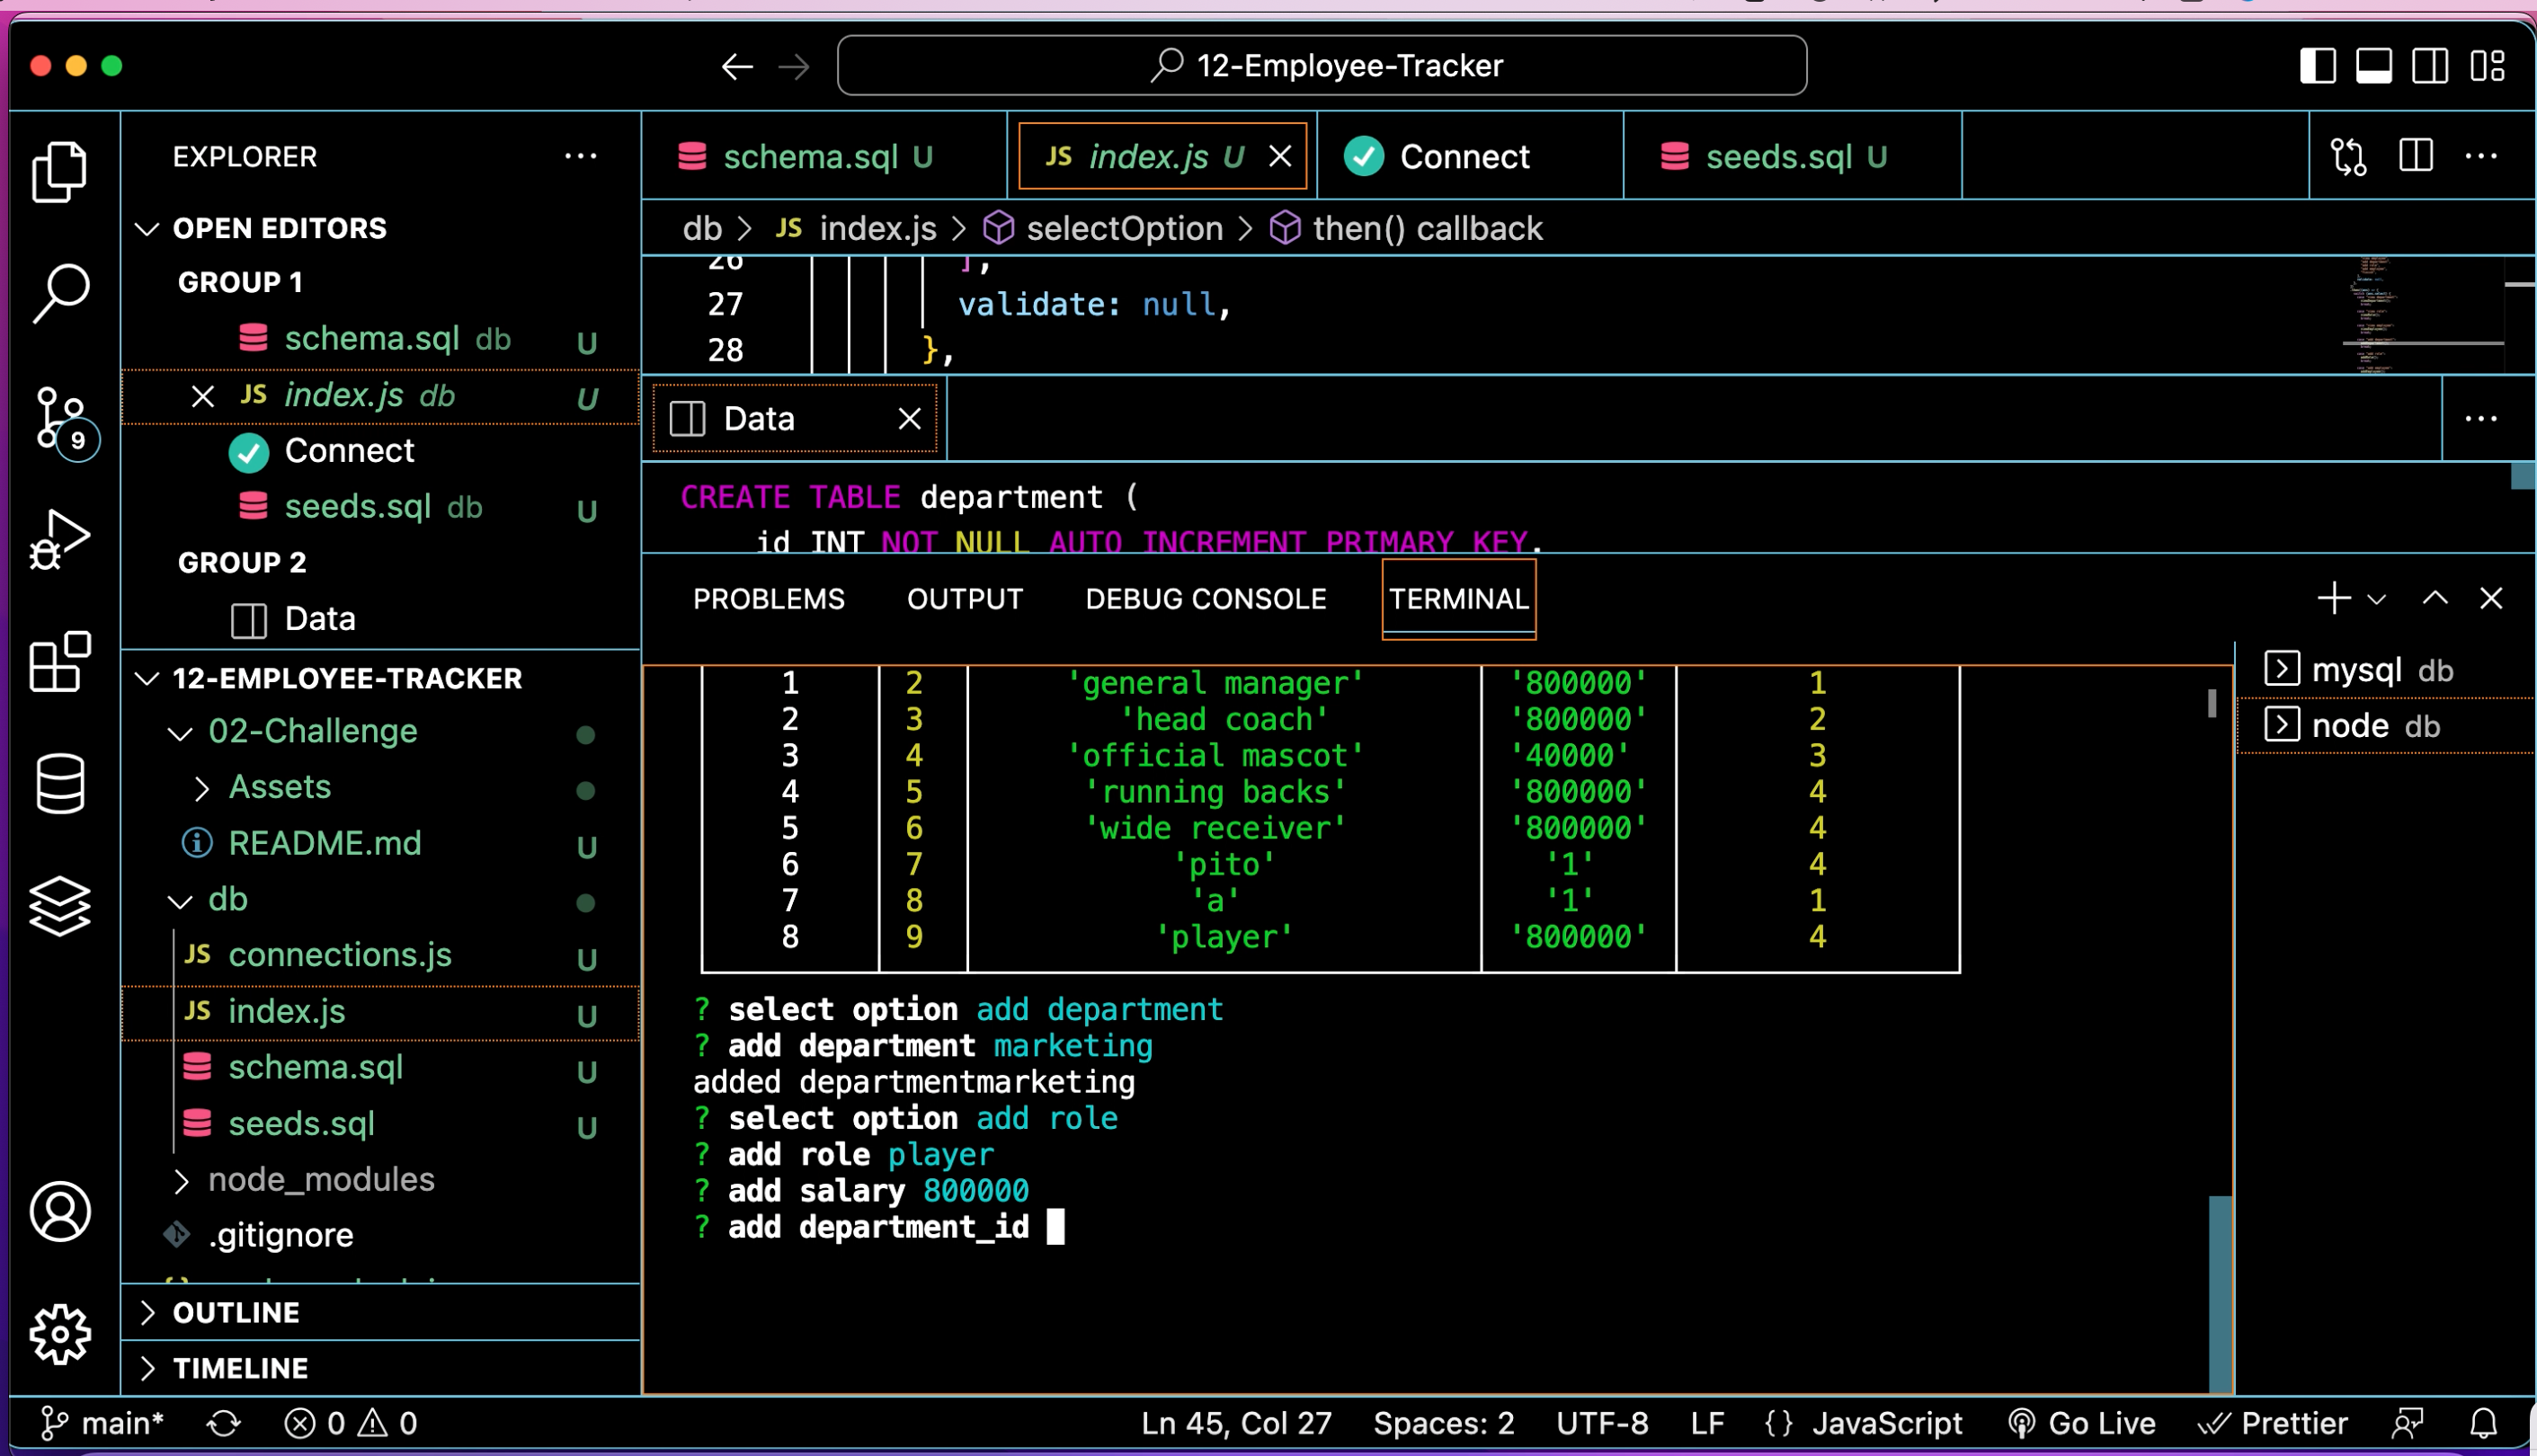 12-Employee-Tracker
EXPLORER
OPEN EDITORS
GROUP 1
schema.sql db U
JS index.js db U
Connect
seeds.sql db U
GROUP 2
Data
12-EMPLOYEE-TRACKER
02-Challenge
Assets
README.md U
db
JS connections.js U
JS index.js U
schema.sql U
seeds.sql U
node_modules
.gitignore
OUTLINE
TIMELINE
9
schema.sql U
JS index.js U
Connect
seeds.sql U
db > JS index.js > selectOption > then() callback
26 ],
27 validate: null,
28 },
Data
CREATE TABLE department (
id INT NOT NULL AUTO_INCREMENT PRIMARY KEY,
PROBLEMS OUTPUT DEBUG CONSOLE TERMINAL
1 2 'general manager' '800000' 1
2 3 'head coach' '800000' 2
3 4 'official mascot' '40000' 3
4 5 'running backs' '800000' 4
5 6 'wide receiver' '800000' 4
6 7 'pito' '1' 4
7 8 'a' '1' 1
8 9 'player' '800000' 4
? select option add department
? add department marketing
added departmentmarketing
? select option add role
? add role player
? add salary 800000
? add department_id
mysql db
node db
main* 0 0 Ln 45, Col 27 Spaces: 2 UTF-8 LF {} JavaScript Go Live Prettier